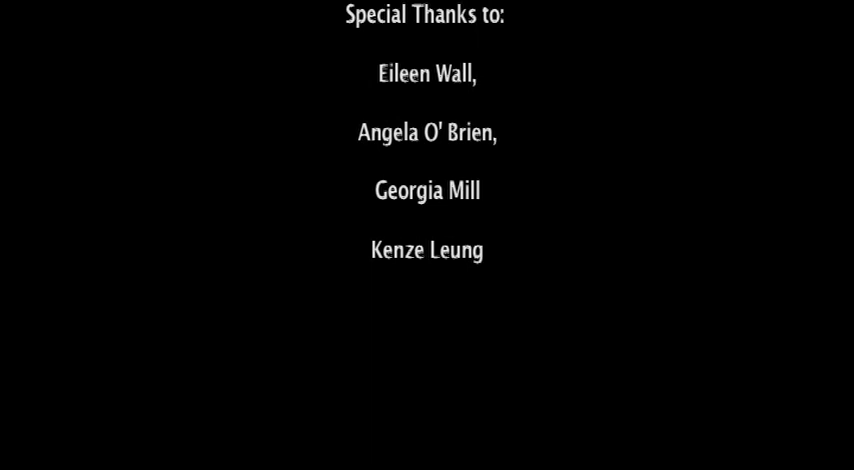 Special Thanks to:
Eileen Wall,
Angela O' Brien,
Georgia Mill
Kenze Leung